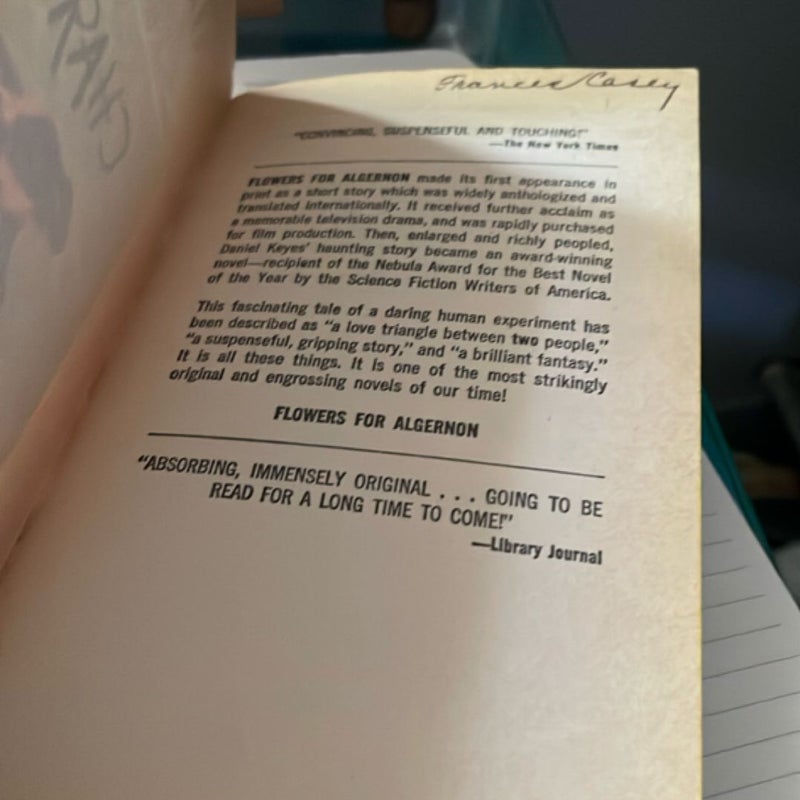 RAND
Frances Casey
"CONVINCING, SUSPENSEFUL AND TOUCHING!"
—The New York Times
FLOWERS FOR ALGERNON made its first appearance in
print as a short story which was widely anthologized and
translated internationally. It received further acclaim as
a memorable television drama, and was rapidly purchased
for film production. Then, enlarged and richly peopled,
Daniel Keyes' haunting story became an award-winning
novel—recipient of the Nebula Award for the Best Novel
of the Year by the Science Fiction Writers of America.
This fascinating tale of a daring human experiment has
been described as "a love triangle between two people,"
"a suspenseful, gripping story," and "a brilliant fantasy."
It is all these things. It is one of the most strikingly
original and engrossing novels of our time!
FLOWERS FOR ALGERNON
"ABSORBING, IMMENSELY ORIGINAL . . . GOING TO BE
READ FOR A LONG TIME TO COME!"
—Library Journal